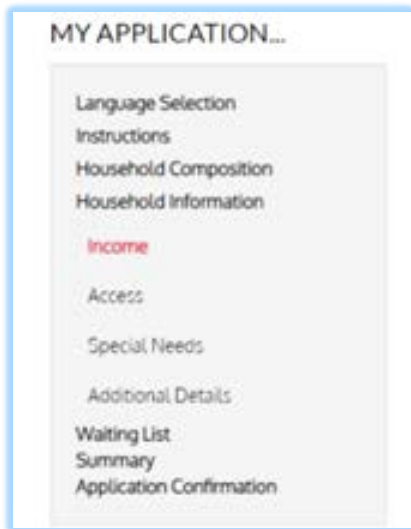 MY APPLICATION...
Language Selection
Instructions
Household Composition
Household Information
Income
Access
Special Needs
Additional Details
Waiting List
Summary
Application Confirmation